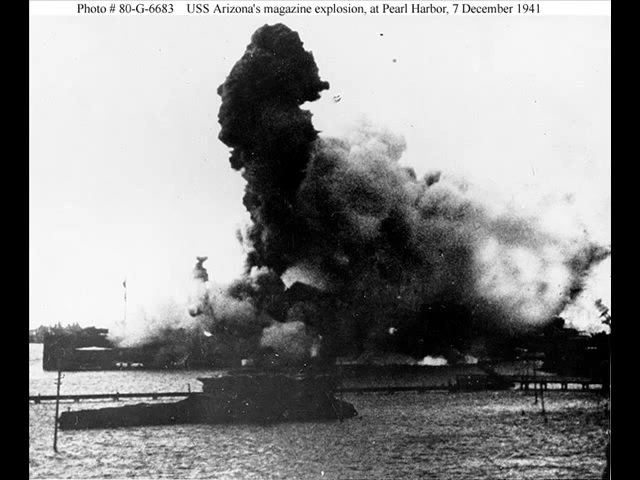 Photo # 80-G-6683 USS Arizona's magazine explosion, at Pearl Harbor, 7 December 1941